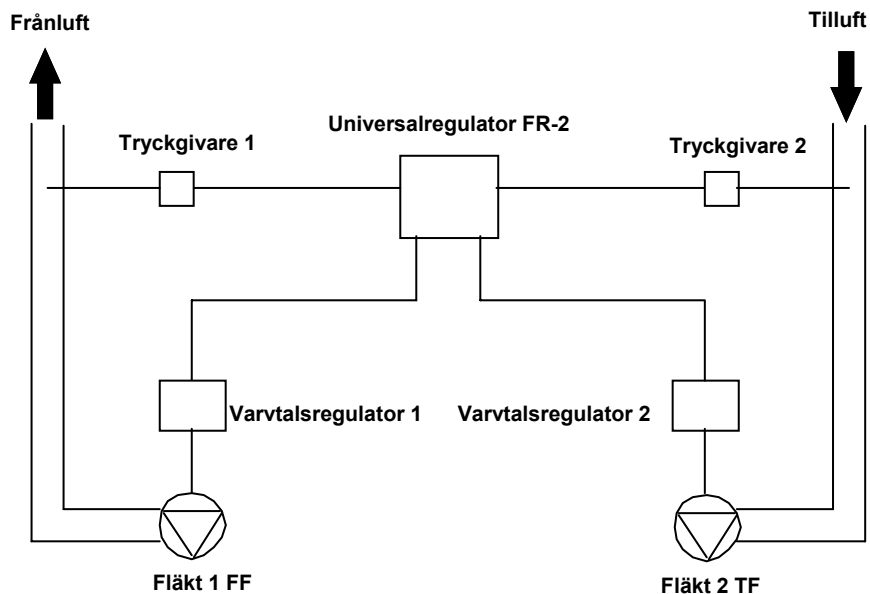 Frånluft
Tilluft
Universalregulator FR-2
Tryckgivare 1
Tryckgivare 2
Varvtalsregulator 1
Varvtalsregulator 2
Fläkt 1 FF
Fläkt 2 TF